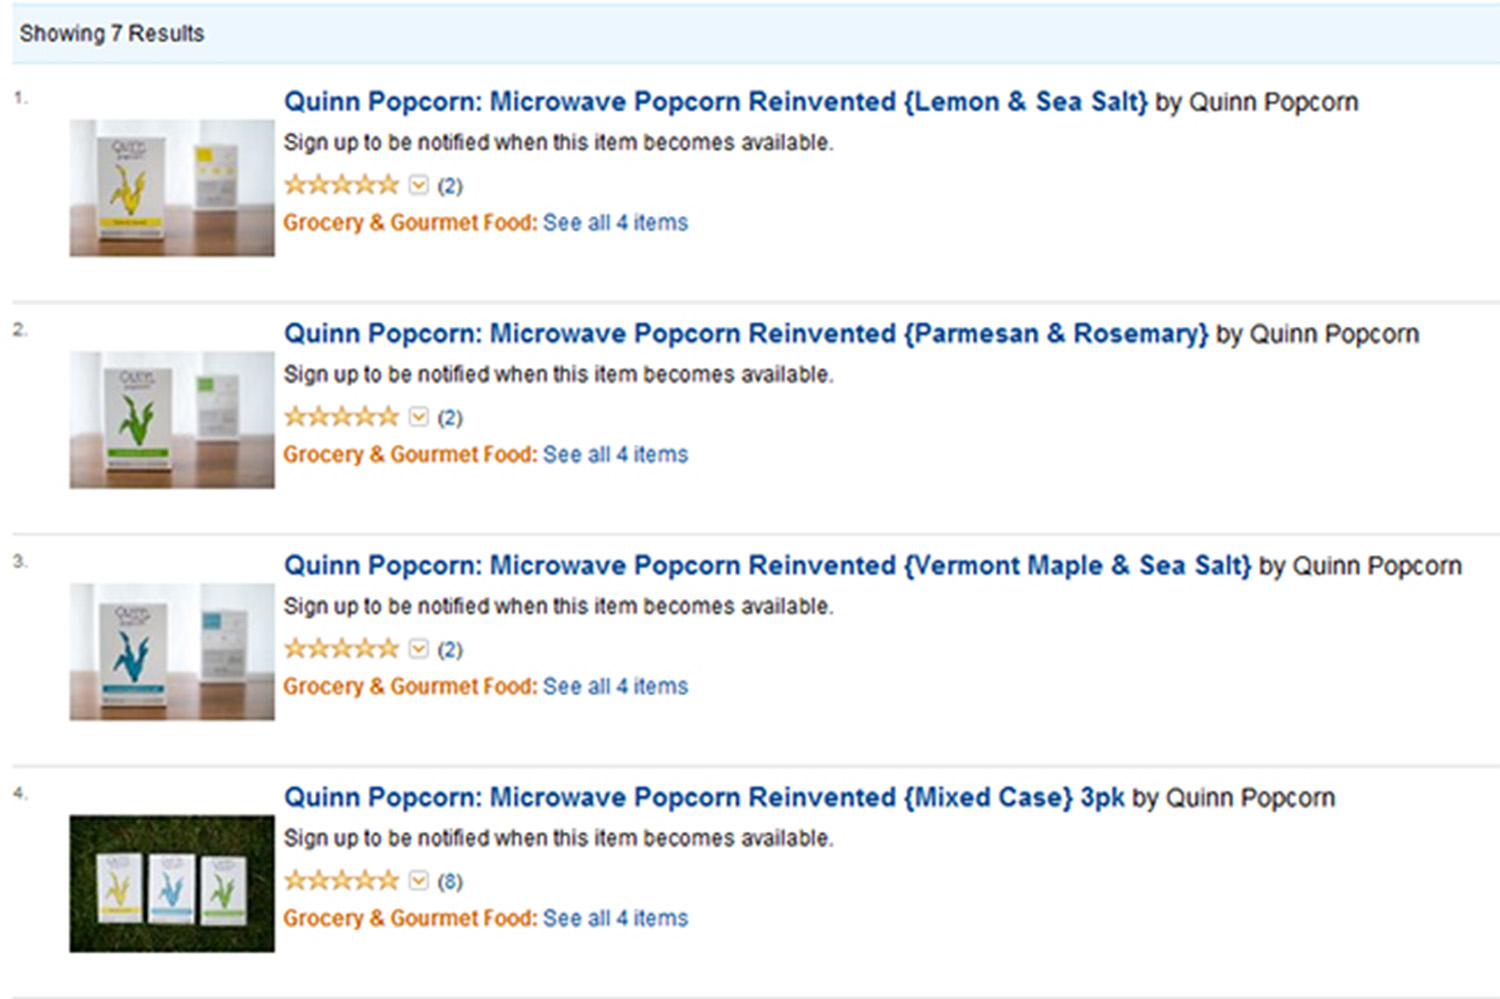 Showing 7 Results
1.
Quinn Popcorn: Microwave Popcorn Reinvented {Lemon & Sea Salt} by Quinn Popcorn
Sign up to be notified when this item becomes available.
(2)
Grocery & Gourmet Food: See all 4 items
2.
Quinn Popcorn: Microwave Popcorn Reinvented {Parmesan & Rosemary} by Quinn Popcorn
Sign up to be notified when this item becomes available.
(2)
Grocery & Gourmet Food: See all 4 items
3.
Quinn Popcorn: Microwave Popcorn Reinvented {Vermont Maple & Sea Salt} by Quinn Popcorn
Sign up to be notified when this item becomes available.
(2)
Grocery & Gourmet Food: See all 4 items
4.
Quinn Popcorn: Microwave Popcorn Reinvented {Mixed Case} 3pk by Quinn Popcorn
Sign up to be notified when this item becomes available.
(8)
Grocery & Gourmet Food: See all 4 items